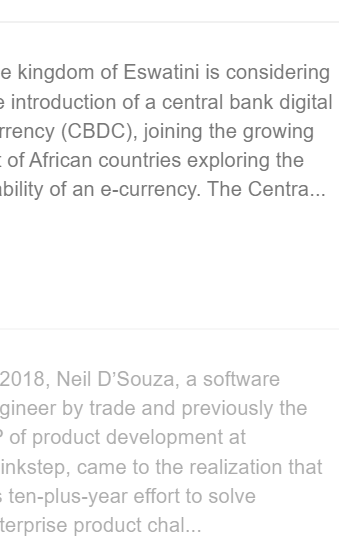 e kingdom of Eswatini is considering
e introduction of a central bank digital
rrency (CBDC), joining the growing
t of African countries exploring the
ability of an e-currency. The Centra...
2018, Neil D’Souza, a software
gineer by trade and previously the
P of product development at
inkstep, came to the realization that
s ten-plus-year effort to solve
terprise product chal...